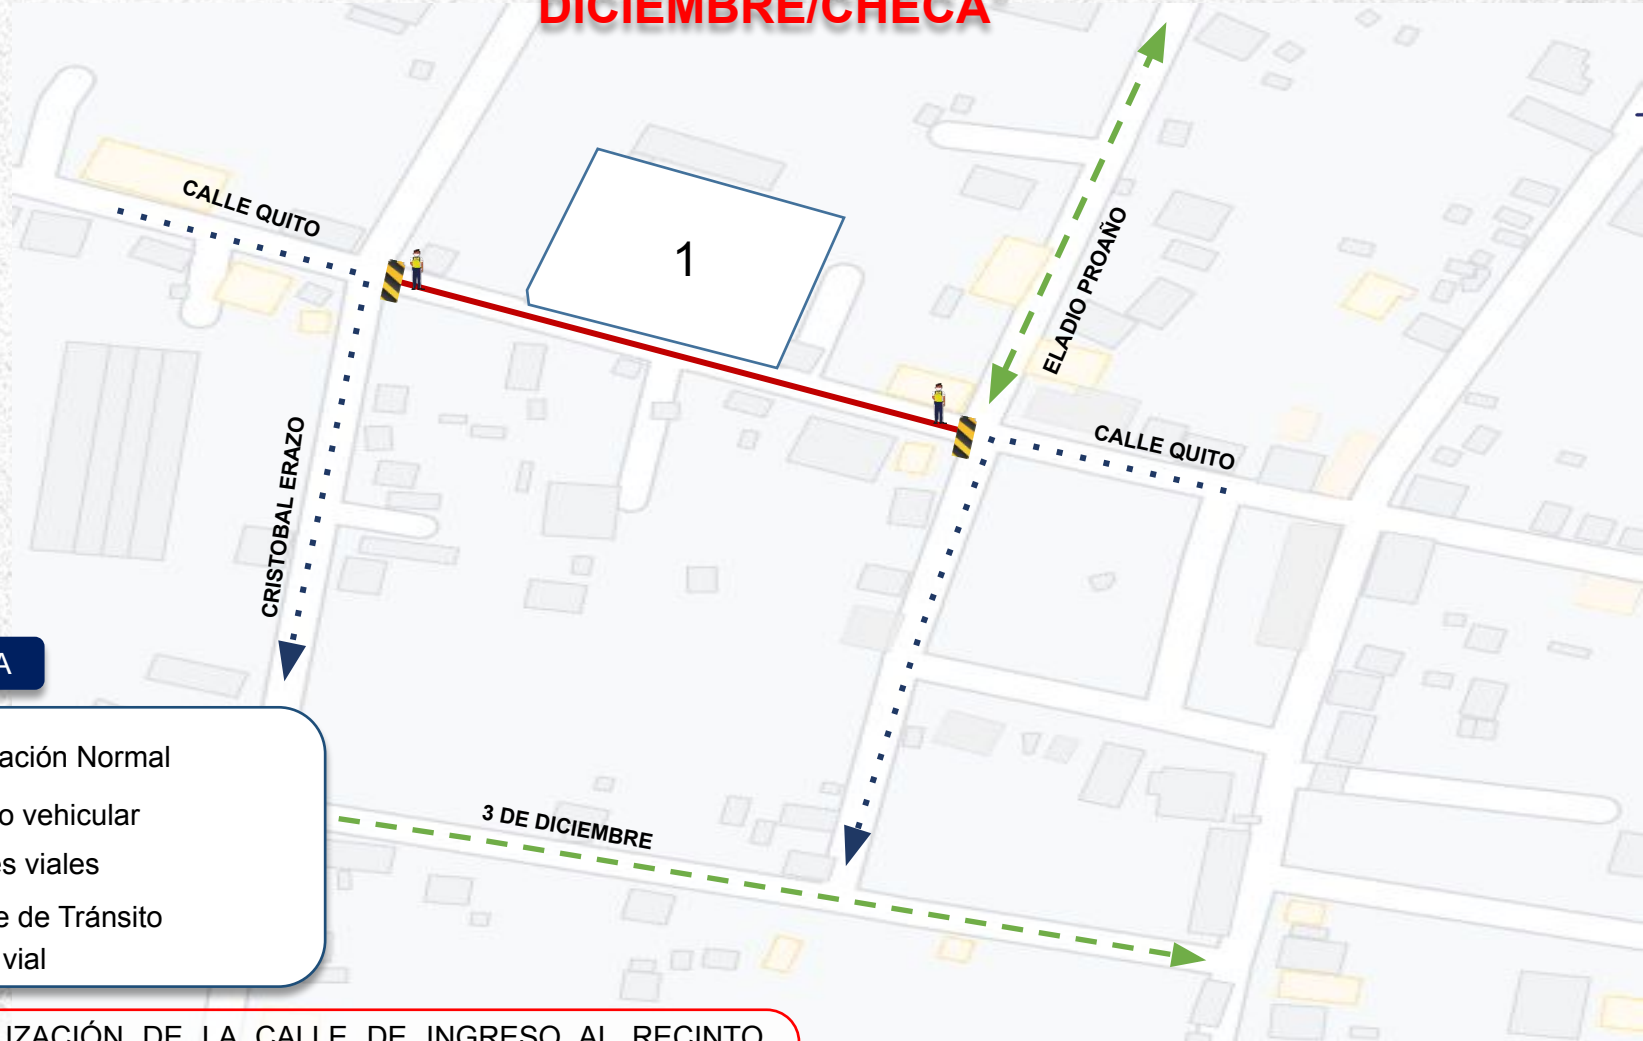 DICIEMBRE/CHECA
CALLE QUITO
1
ELADIO PROAÑO
CALLE QUITO
CRISTOBAL ERAZO
A
ación Normal
o vehicular
s viales
e de Tránsito
vial
3 DE DICIEMBRE
IZACIÓN DE LA CALLE DE INGRESO AL RECINTO